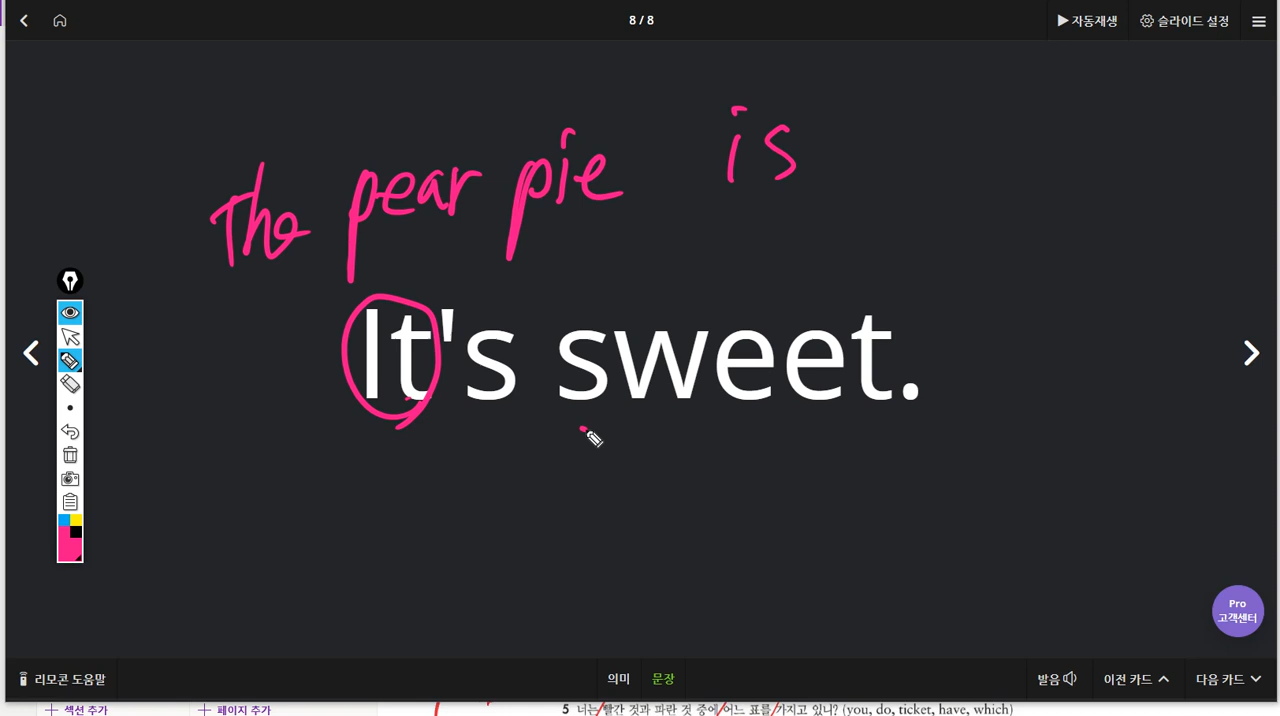 8 / 8
▶자동재생
슬라이드 설정
The pear pie is
It's sweet.
Pro
고객센터
리모콘 도움말
의미
문장
발음
이전 카드
다음 카드
섹션 추가
페이지 추가
5 너는 빨간 것과 파란 것 중에 어느 표를 가지고 있니? (you, do, ticket, have, which)